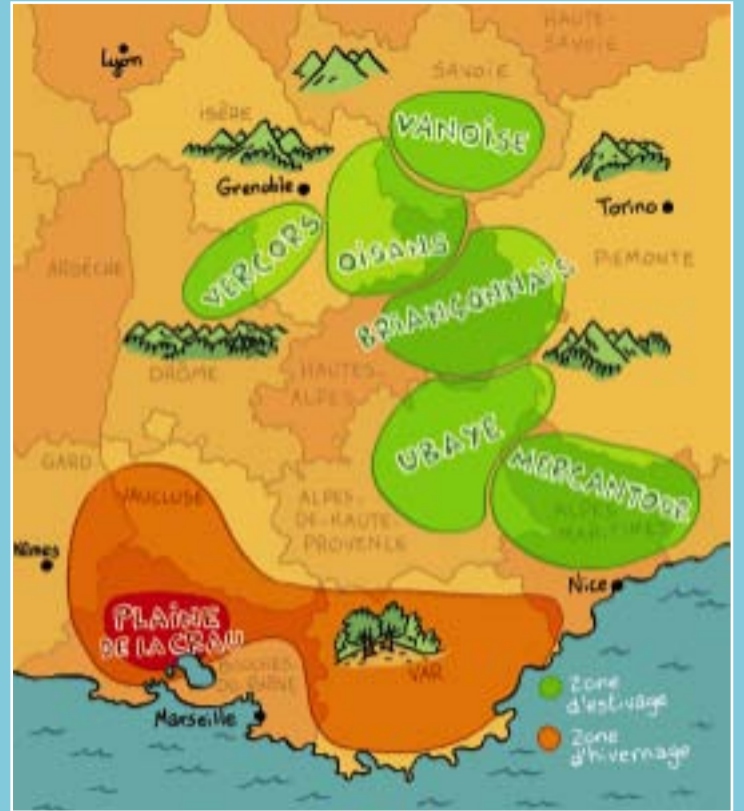 HAUTE-
SAVOIE
Lyon
SAVOIE
ISÈRE
VANOISE
Grenoble
Torino
VERCORS
OISANS
PIEMONTE
ARDÈCHE
BRIANÇONNAIS
DRÔME
HAUTES-
ALPES
UBAYE
GARD
MERCANTOUR
VAUCLUSE
ALPES-
DE-HAUTE-
PROVENCE
ALPES
MARITIMES
Nîmes
Nice
PLAINE
DE LA CRAU
BOUCHES
DU RHÔNE
VAR
Marseille
Zone
d'estivage
Zone
d'hivernage